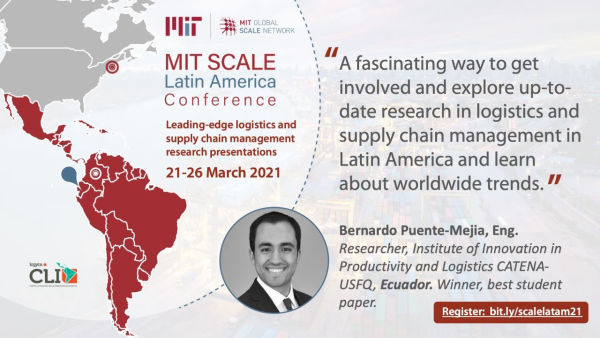 MIT
MIT GLOBAL
SCALE NETWORK
MIT SCALE
Latin America
Conference
Leading-edge logistics and
supply chain management
research presentations
21-26 March 2021
logyca
CLI
“A fascinating way to get
involved and explore up-to-
date research in logistics and
supply chain management in
Latin America and learn
about worldwide trends.”
Bernardo Puente-Mejia, Eng.
Researcher, Institute of Innovation in
Productivity and Logistics CATENA-
USFQ, Ecuador. Winner, best student
paper.
Register: bit.ly/scalelatam21